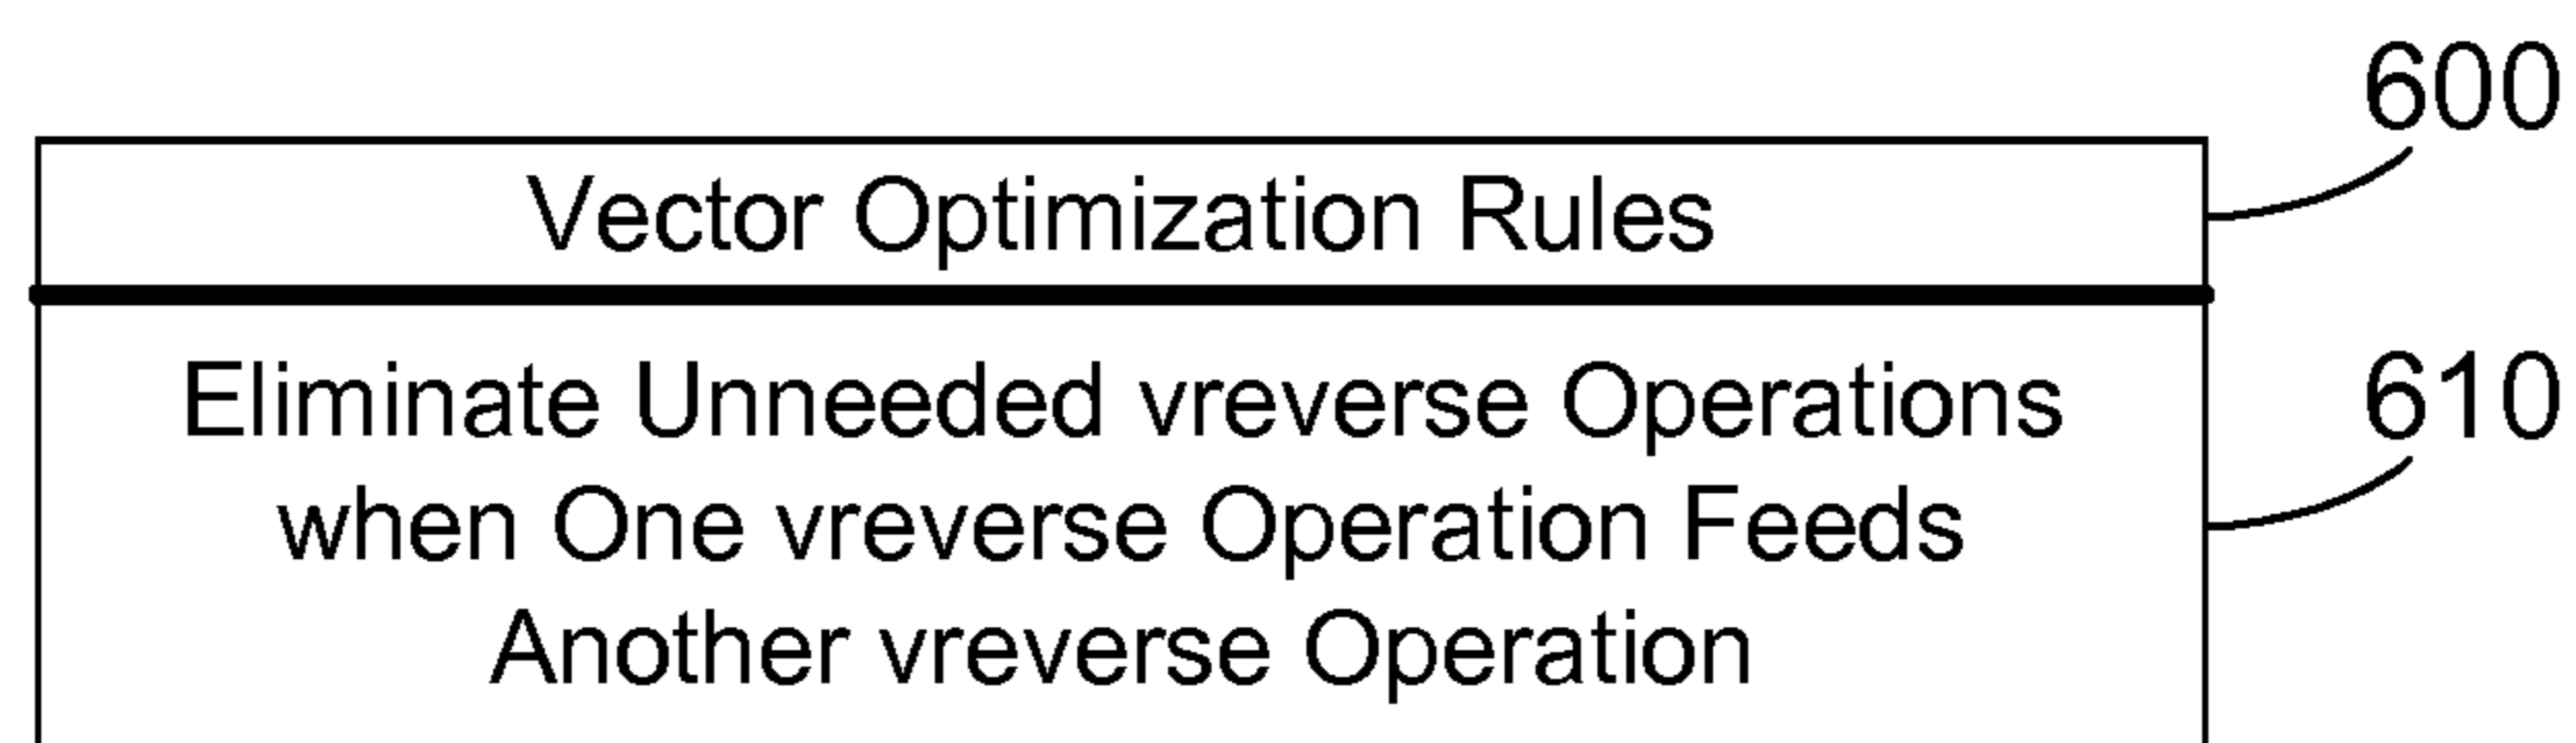 600
Vector Optimization Rules
Eliminate Unneeded vreverse Operations
610
when One vreverse Operation Feeds
Another vreverse Operation